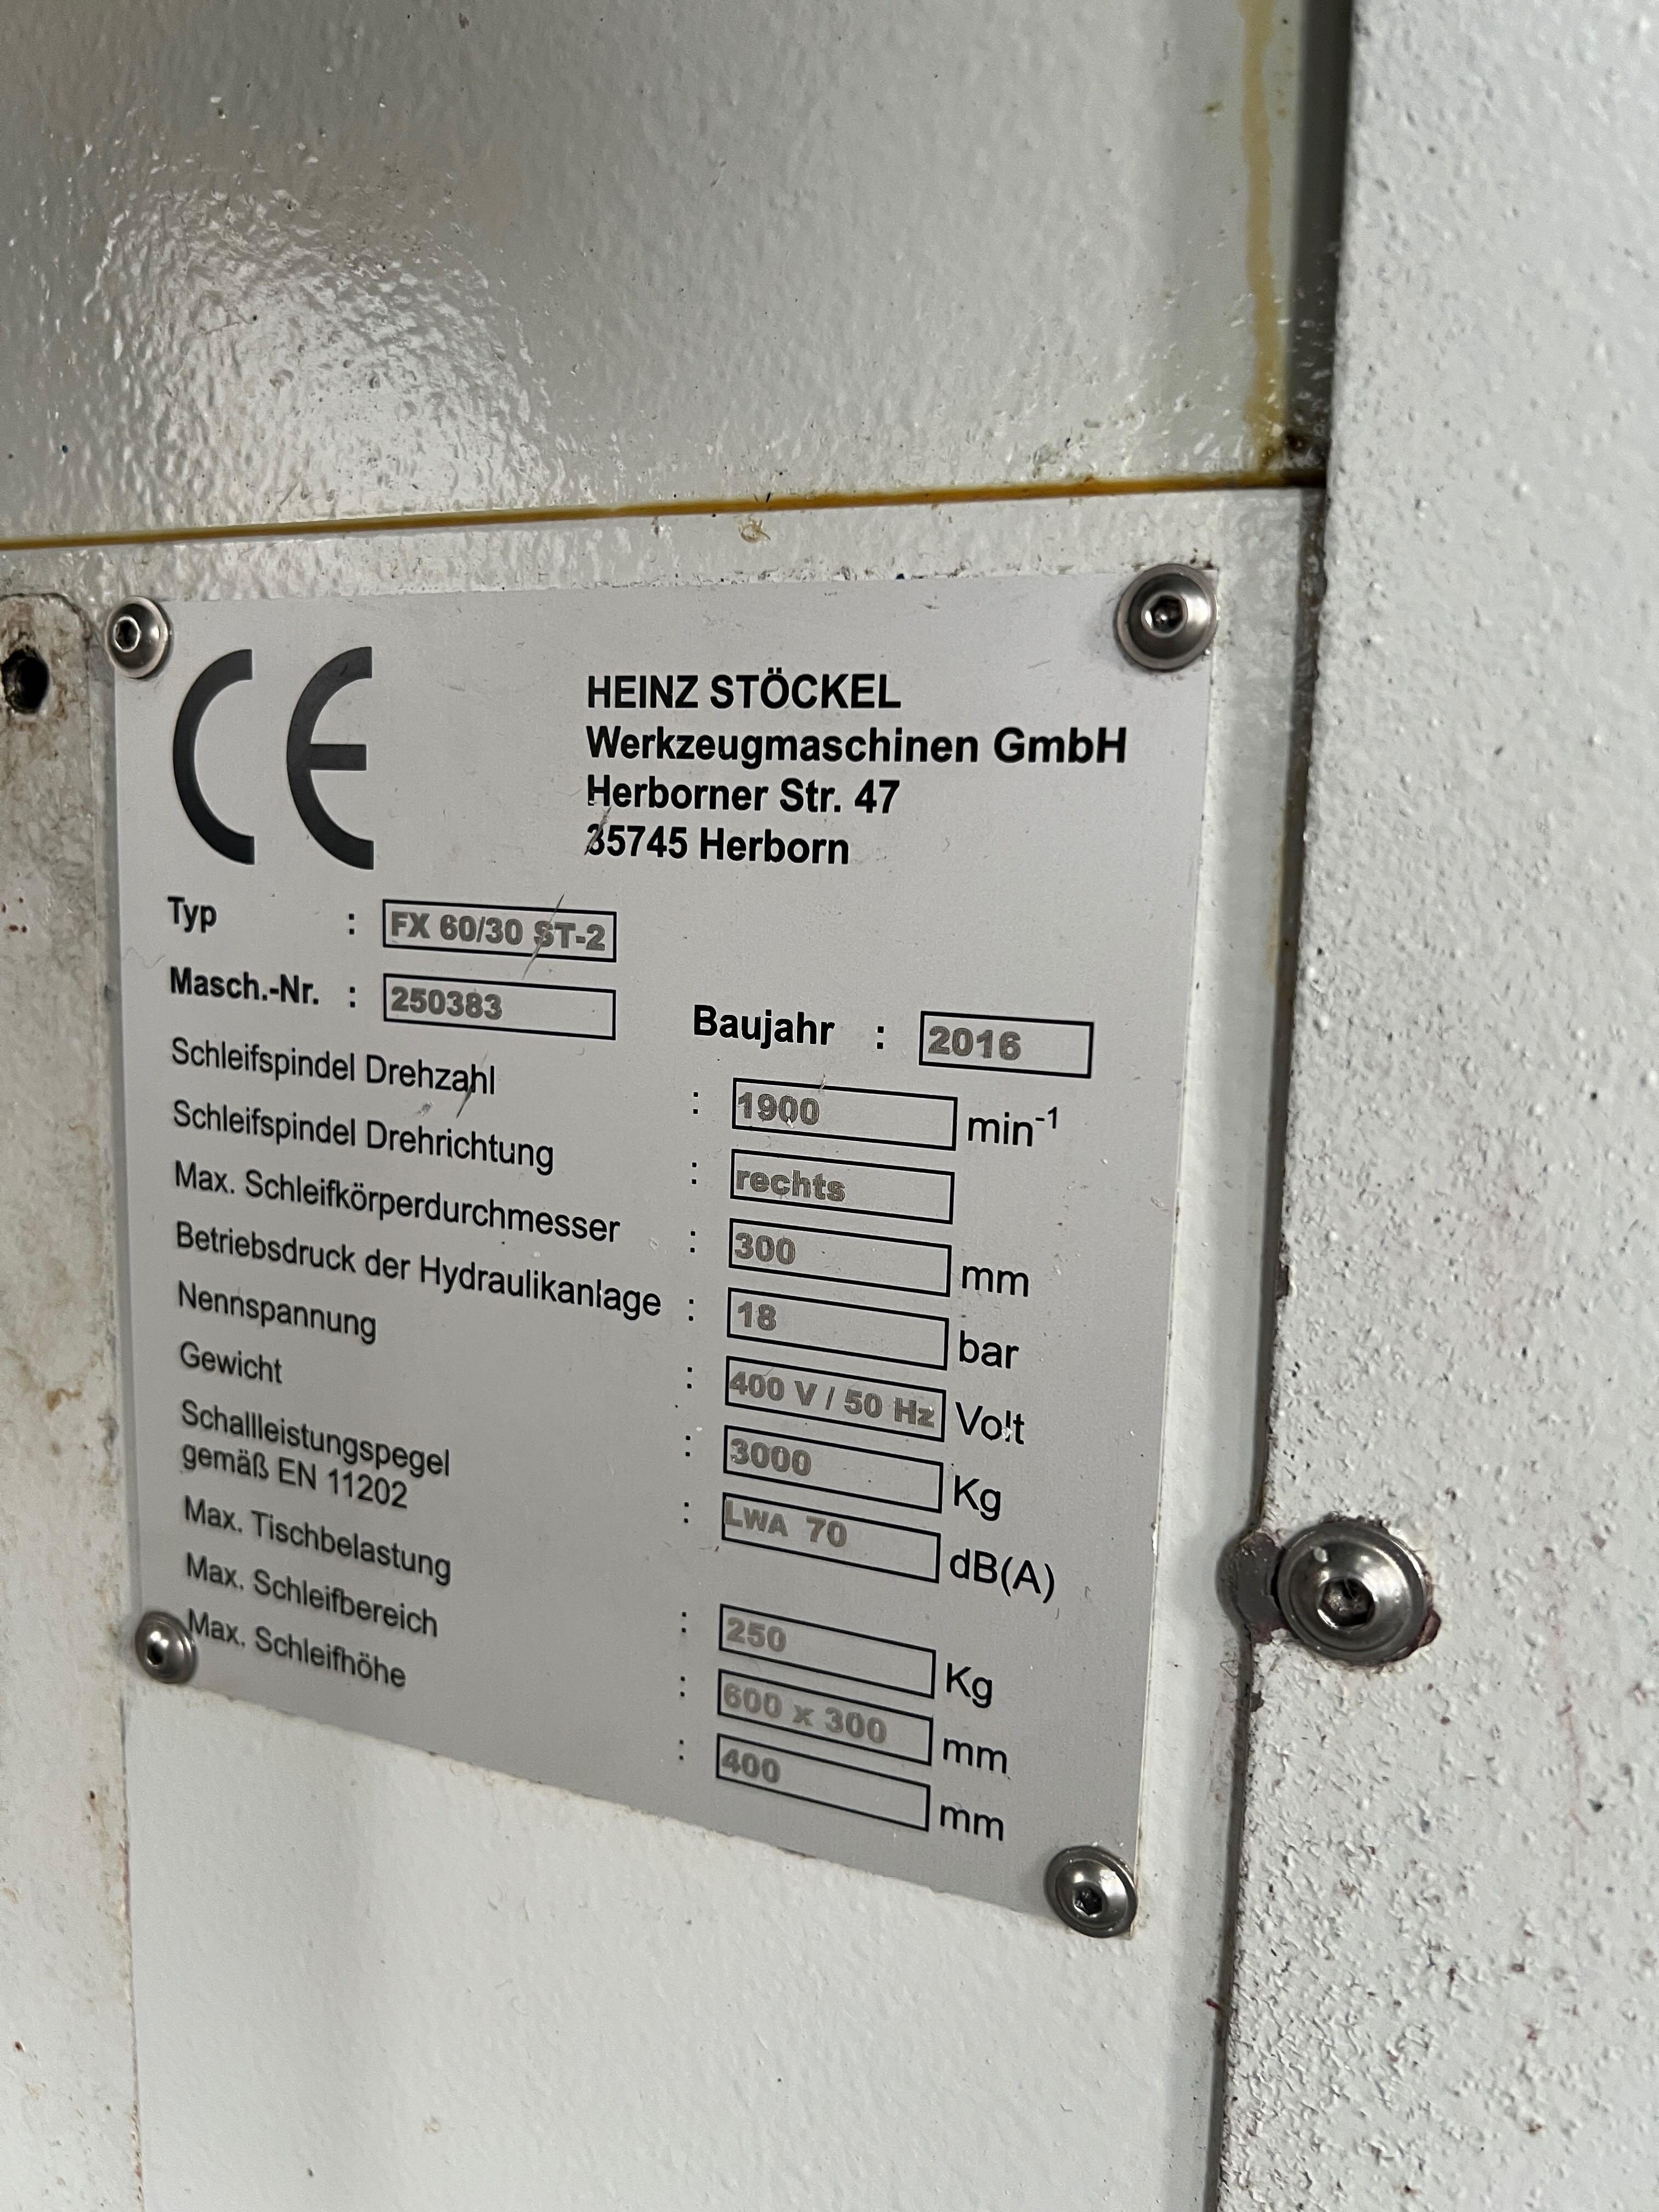 CE
HEINZ STÖCKEL
Werkzeugmaschinen GmbH
Herborner Str. 47
35745 Herborn
Typ : FX 60/30 ST-2
Masch.-Nr. : 250383 Baujahr : 2016
Schleifspindel Drehzahl : 1900 min⁻¹
Schleifspindel Drehrichtung : rechts
Max. Schleifkörperdurchmesser : 300 mm
Betriebsdruck der Hydraulikanlage : 18 bar
Nennspannung : 400 V / 50 Hz Volt
Gewicht : 3000 Kg
Schallleistungspegel : LWA 70 dB(A)
gemäß EN 11202
Max. Tischbelastung : 250 Kg
Max. Schleifbereich : 600 x 300 mm
Max. Schleifhöhe : 400 mm